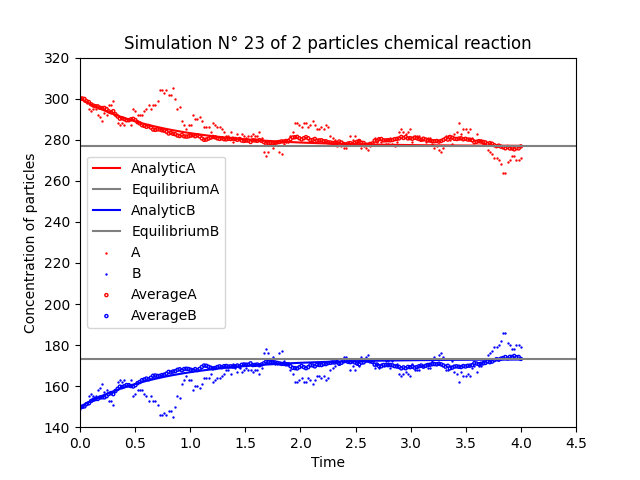 Simulation N° 23 of 2 particles chemical reaction
320
300
280
260
240
220
200
180
160
140
Concentration of particles
AnalyticA
EquilibriumA
AnalyticB
EquilibriumB
A
B
AverageA
AverageB
0.0 0.5 1.0 1.5 2.0 2.5 3.0 3.5 4.0 4.5
Time